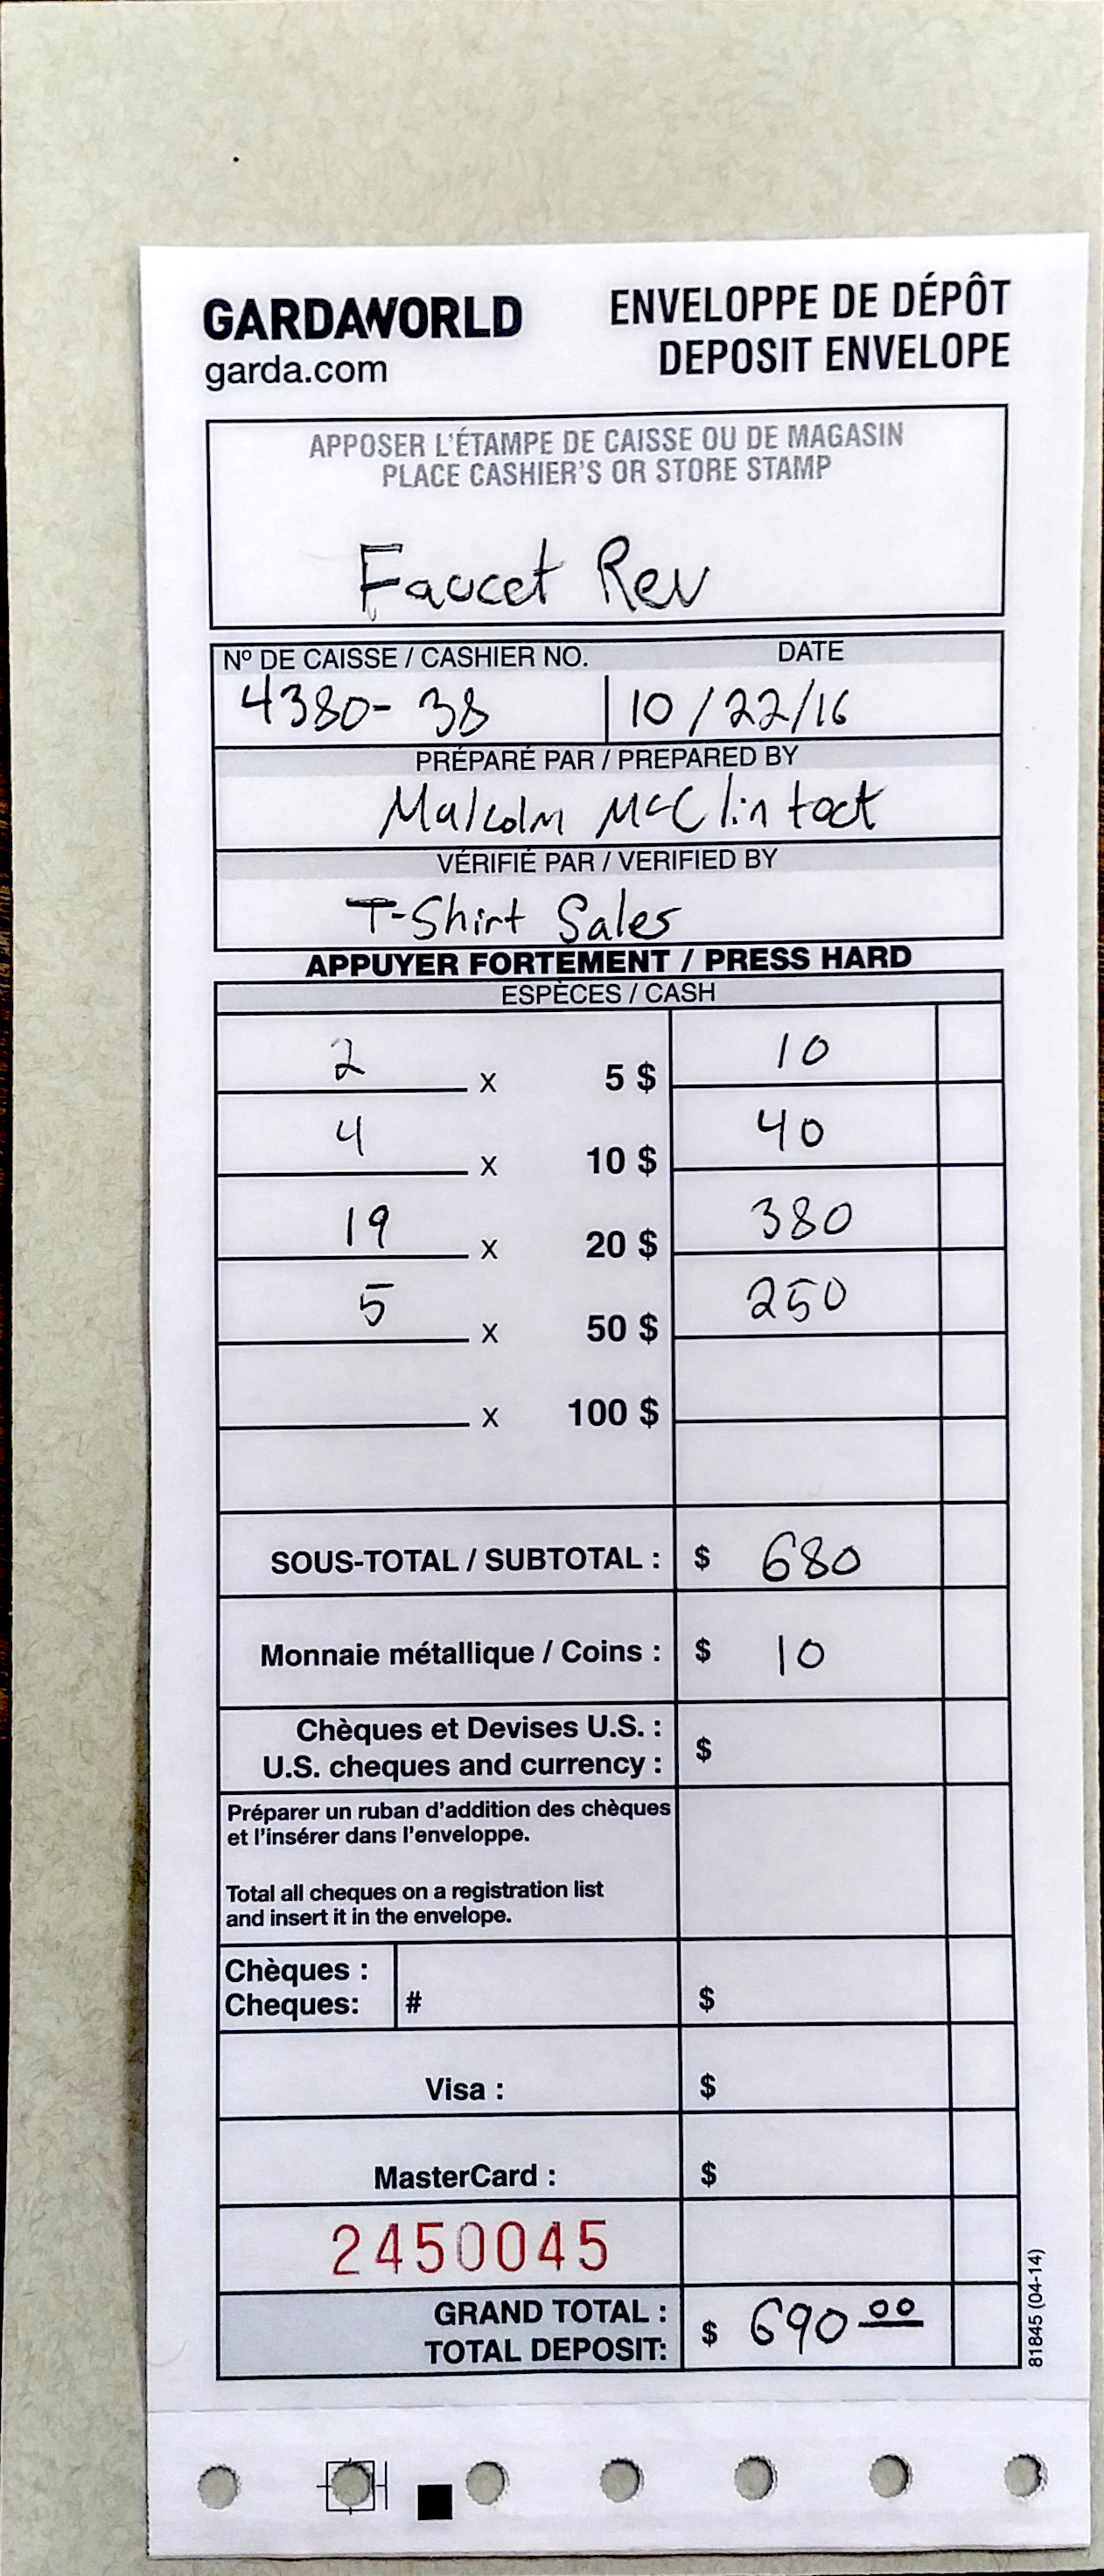 GARDAWORLD
garda.com
ENVELOPPE DE DÉPÔT
DEPOSIT ENVELOPE
APPOSER L'ÉTAMPE DE CAISSE OU DE MAGASIN
PLACE CASHIER'S OR STORE STAMP
Faucet Rev
Nº DE CAISSE / CASHIER NO. DATE
4380-38 10/22/16
PRÉPARÉ PAR / PREPARED BY
Malcolm McClintock
VÉRIFIÉ PAR / VERIFIED BY
T-Shirt Sales
APPUYER FORTEMENT / PRESS HARD
ESPÈCES / CASH
2 x 5 $ 10
4 x 10 $ 40
19 x 20 $ 380
5 x 50 $ 250
x 100 $
SOUS-TOTAL / SUBTOTAL : $ 680
Monnaie métallique / Coins : $ 10
Chèques et Devises U.S. :
U.S. cheques and currency : $
Préparer un ruban d'addition des chèques
et l'insérer dans l'enveloppe.
Total all cheques on a registration list
and insert it in the envelope.
Chèques :
Cheques: # $
Visa : $
MasterCard : $
2450045
GRAND TOTAL :
TOTAL DEPOSIT: $ 690 00
81845 (04-14)